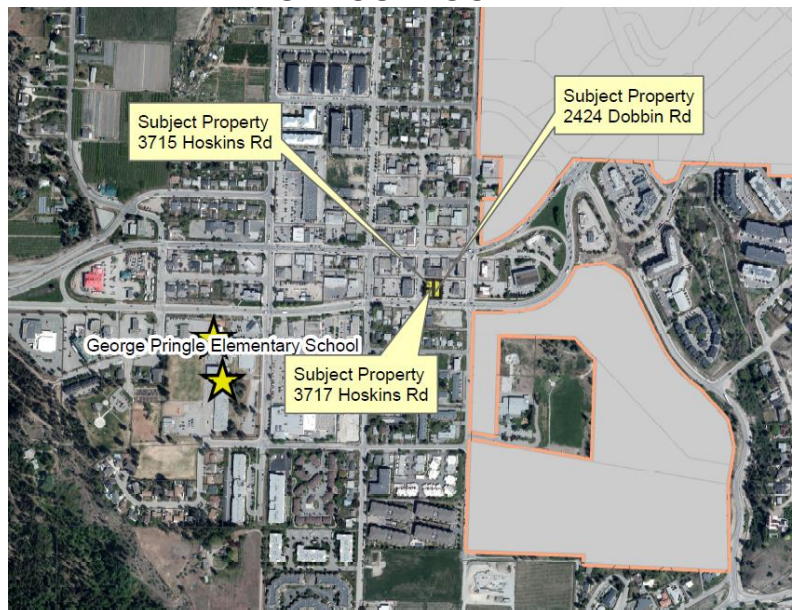 Subject Property
2424 Dobbin Rd
Subject Property
3715 Hoskins Rd
George Pringle Elementary School
Subject Property
3717 Hoskins Rd